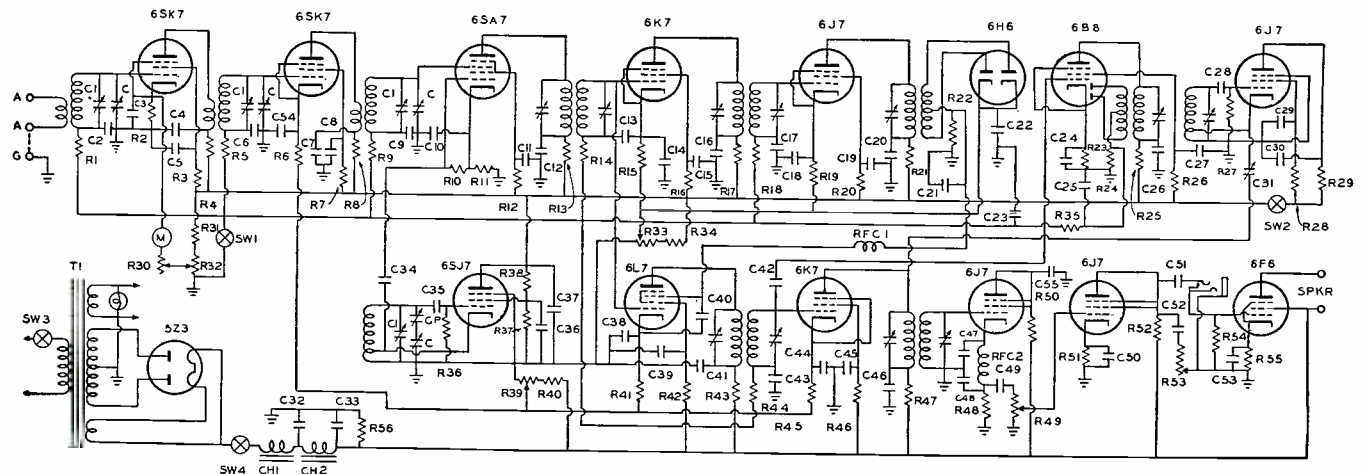 6SK7 6SK7 6SA7 6K7 6J7 6H6 6B8 6J7
A C1 C C3 C1 C C1 C R22 C28
A C4 C54 C8 C13 C22 C29
G C2 R2 C6 C7 C9 C10 C11 C14 C16 C17 C20 C24 R23 C27 C30
R1 C5 R5 R6 R9 C12 R14 R15 C15 C18 C19 R21 C25 R24 C26 R26 R27
R3 R10 R11 R16 R17 R18 R19 R20 C21 C31 R29
R4 R7 R8 R12 R13 C23 R35 R25 SW2 R28
M R31 SW1 R33 R34 RFC1
R30 R32 C34 6SJ7 R38 6L7 C42 6K7 6J7 C55 6J7 C51 6F6
T1 C35 C37 C40 R50 SPKR
SW3 5Z3 C1 C R37 C36 C38 C44 C45 C47 RFC2 R52 C52 R54
R36 C39 C41 C43 C46 C49 R51 C50 R53 C53 R55
C32 C33 R39 R40 R41 R42 R43 R44 R47 C48 R48
R56 R45 R46 R49
SW4 CH1 CH2